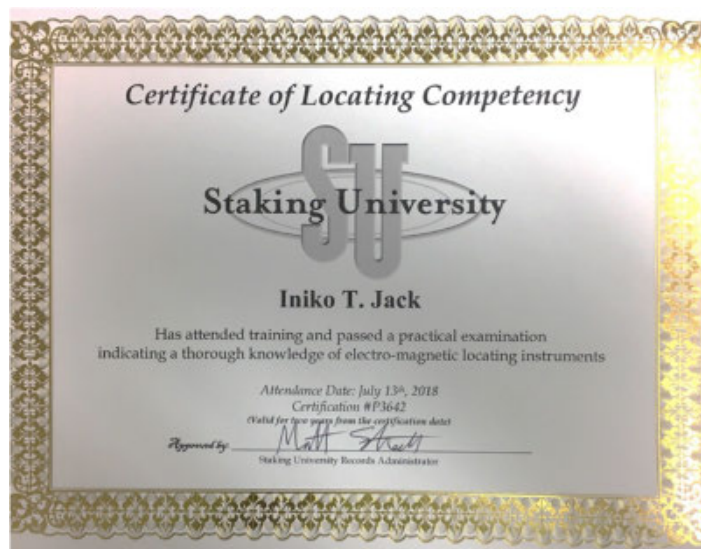 Certificate of Locating Competency
SU
Staking University
Iniko T. Jack
Has attended training and passed a practical examination
indicating a thorough knowledge of electro-magnetic locating instruments
Attendance Date: July 13th, 2018
Certification #P3642
(Valid for two years from the certification date)
Approved by:
Staking University Records Administrator